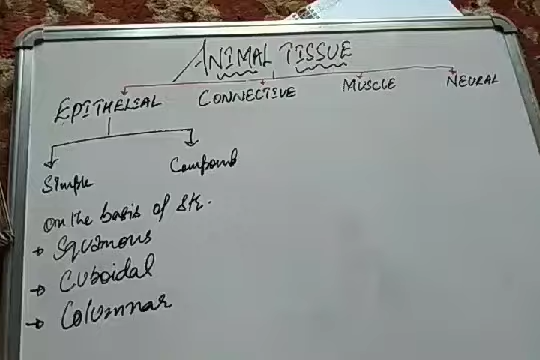 ANIMAL TISSUE
EPITHELIAL CONNECTIVE MUSCLE NEURAL
Simple Compound
on the basis of str.
→ Squamous
→ Cuboidal
→ Columnar